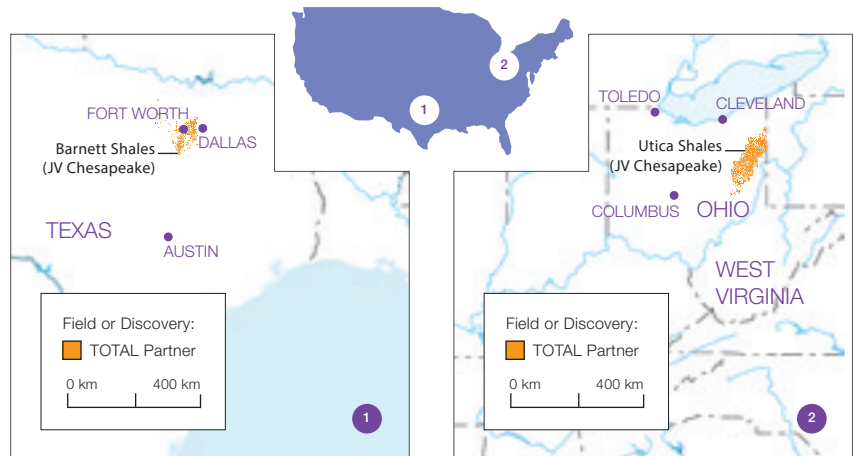 1
2
FORT WORTH
DALLAS
Barnett Shales
(JV Chesapeake)
TEXAS
AUSTIN
Field or Discovery:
TOTAL Partner
0 km 400 km
1
TOLEDO
CLEVELAND
Utica Shales
(JV Chesapeake)
COLUMBUS OHIO
WEST
VIRGINIA
Field or Discovery:
TOTAL Partner
0 km 400 km
2